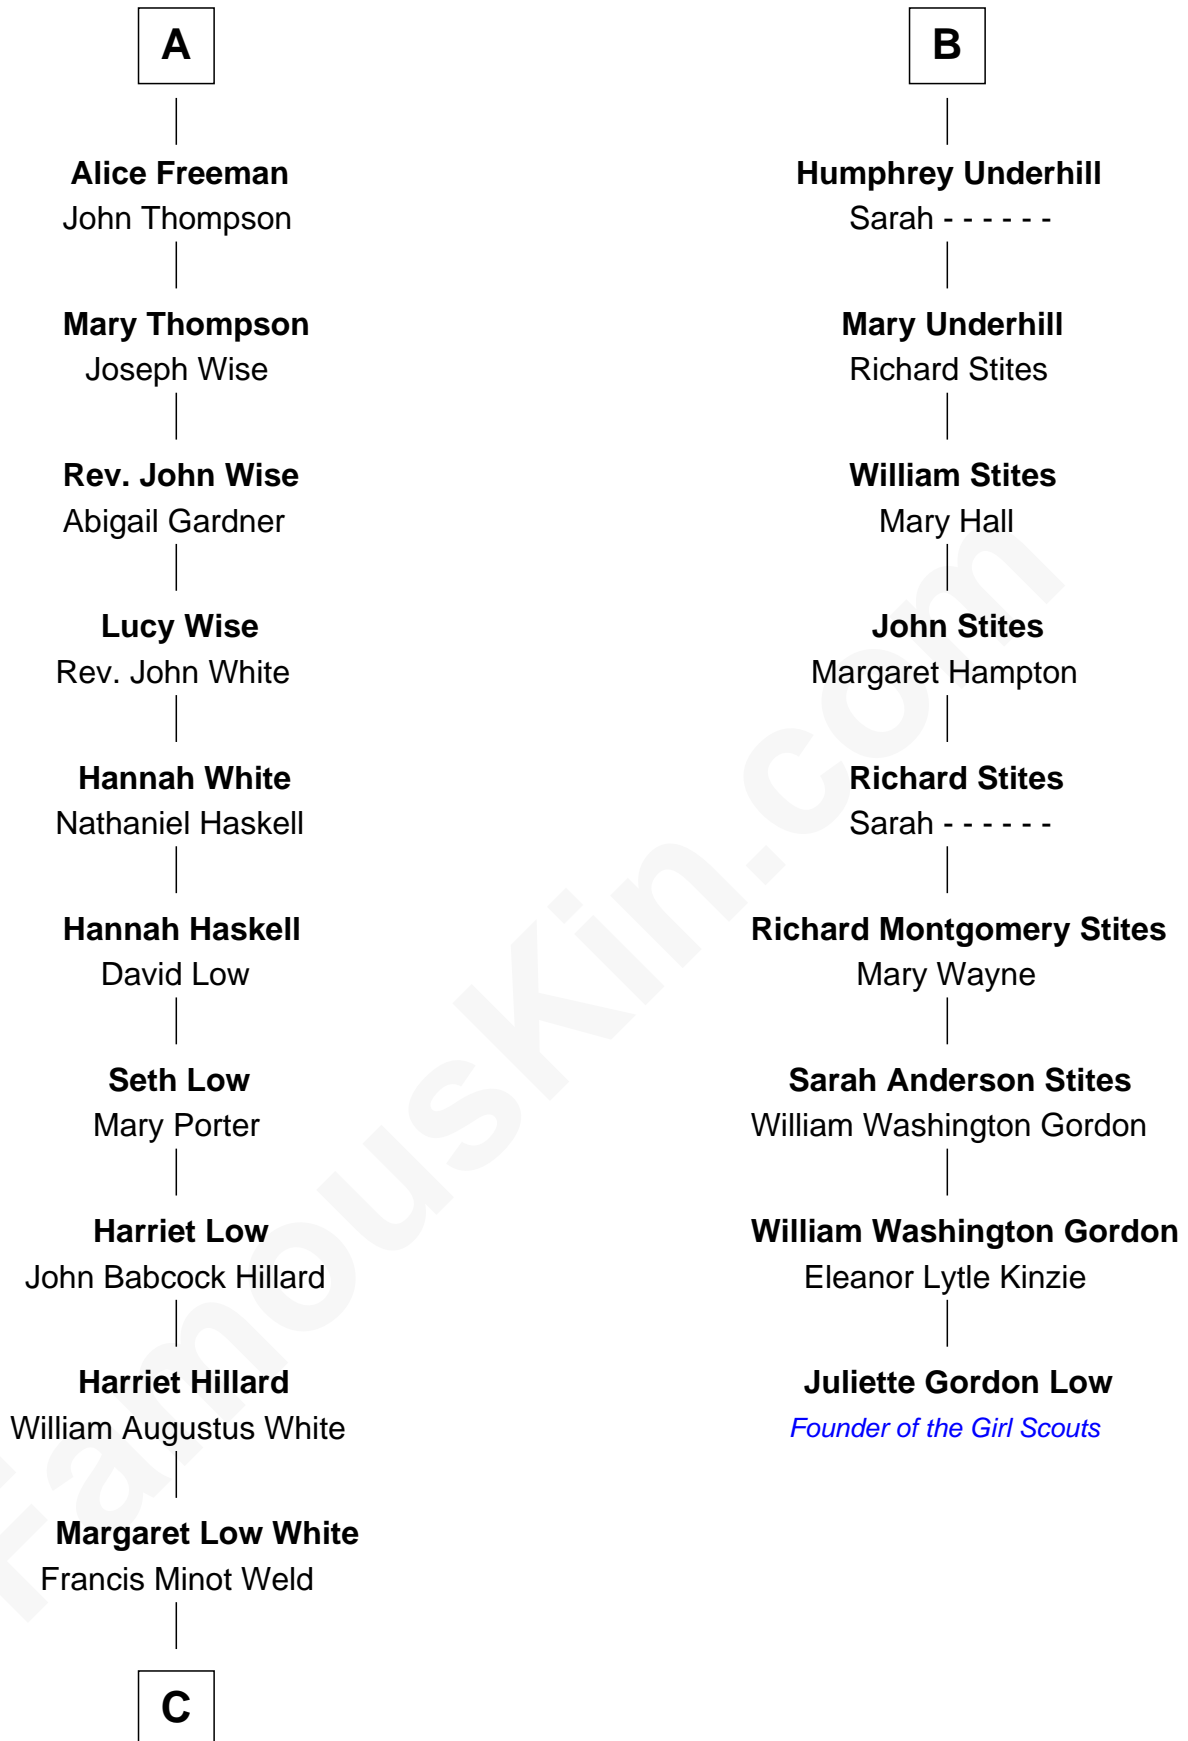 A
Alice Freeman
John Thompson
Mary Thompson
Joseph Wise
Rev. John Wise
Abigail Gardner
Lucy Wise
Rev. John White
Hannah White
Nathaniel Haskell
Hannah Haskell
David Low
Seth Low
Mary Porter
Harriet Low
John Babcock Hillard
Harriet Hillard
William Augustus White
Margaret Low White
Francis Minot Weld
C
B
Humphrey Underhill
Sarah - - - - - -
Mary Underhill
Richard Stites
William Stites
Mary Hall
John Stites
Margaret Hampton
Richard Stites
Sarah - - - - - -
Richard Montgomery Stites
Mary Wayne
Sarah Anderson Stites
William Washington Gordon
William Washington Gordon
Eleanor Lytle Kinzie
Juliette Gordon Low
Founder of the Girl Scouts
FamousKin.com